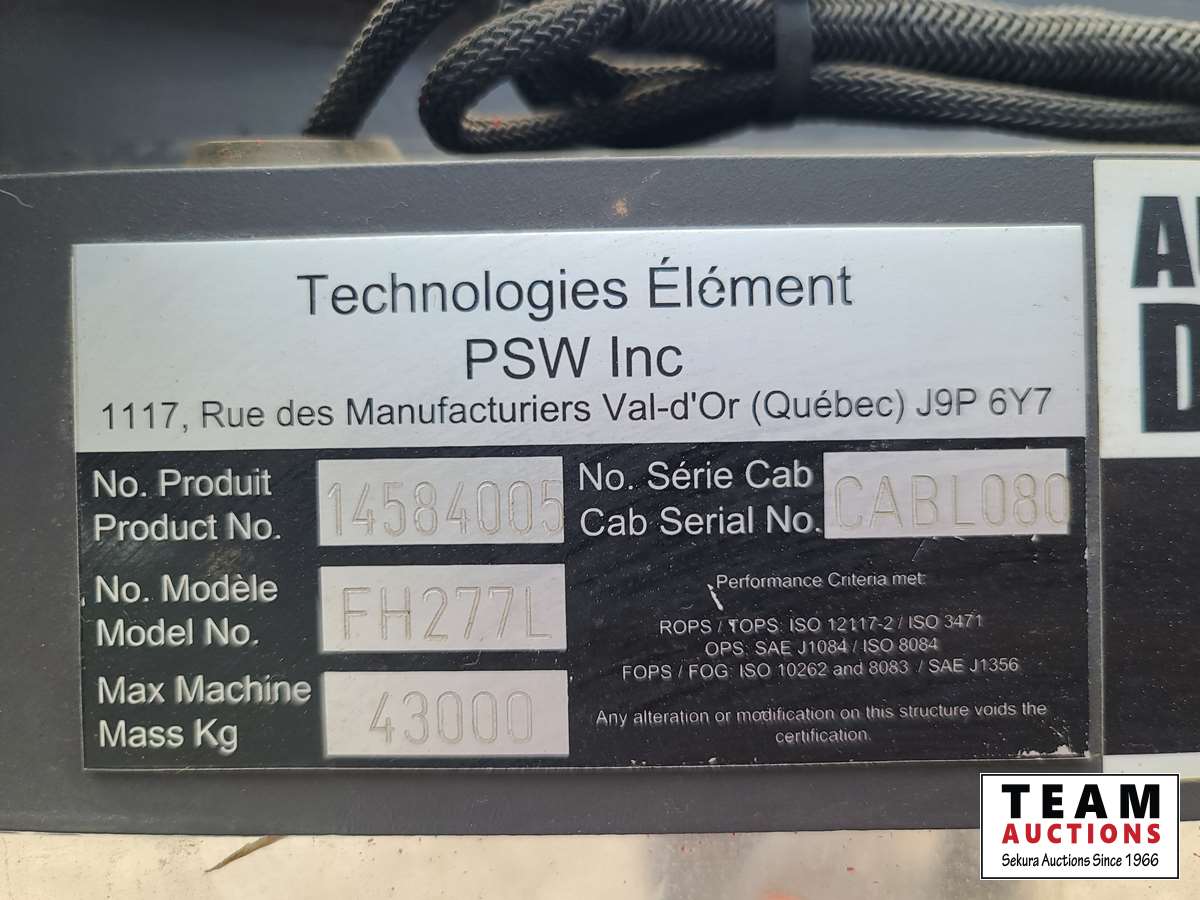 Technologies Élément
PSW Inc
1117, Rue des Manufacturiers Val-d'Or (Québec) J9P 6Y7
No. Produit
Product No.
14584005
No. Série Cab
Cab Serial No.
CABL080
No. Modèle
Model No.
FH277L
Max Machine
Mass Kg
43000
Performance Criteria met:
ROPS / TOPS: ISO 12117-2 / ISO 3471
OPS: SAE J1084 / ISO 8084
FOPS / FOG: ISO 10262 and 8083 / SAE J1356
Any alteration or modification on this structure voids the
certification.
TEAM
AUCTIONS
Sekura Auctions Since 1966